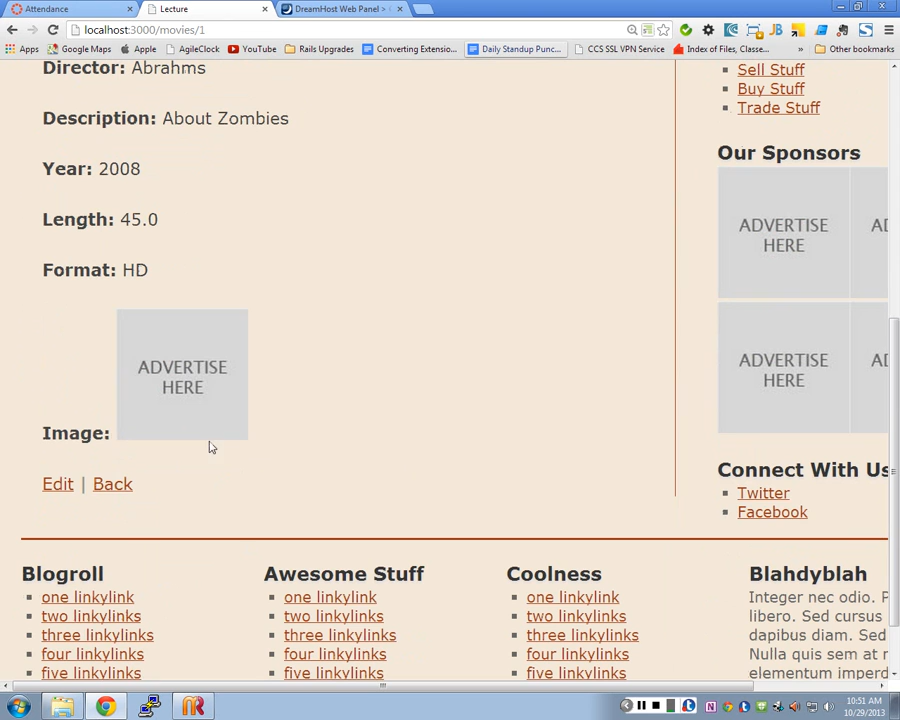 Attendance
Lecture
DreamHost Web Panel >
localhost:3000/movies/1
Apps
Google Maps
Apple
AgileClock
YouTube
Rails Upgrades
Converting Extensio...
Daily Standup Punc...
CCS SSL VPN Service
Index of Files, Classe...
»
Other bookmarks
Director: Abrahms
Description: About Zombies
Year: 2008
Length: 45.0
Format: HD
ADVERTISE
HERE
Image:
Edit | Back
Sell Stuff
Buy Stuff
Trade Stuff
Our Sponsors
ADVERTISE
HERE
AD
ADVERTISE
HERE
AD
Connect With Us
Twitter
Facebook
Blogroll
one linkylink
two linkylinks
three linkylinks
four linkylinks
five linkylinks
Awesome Stuff
one linkylink
two linkylinks
three linkylinks
four linkylinks
five linkylinks
Coolness
one linkylink
two linkylinks
three linkylinks
four linkylinks
five linkylinks
Blahdyblah
Integer nec odio. P
libero. Sed cursus
dapibus diam. Sed
Nulla quis sem at n
elementum imperd
10:51 AM
10/29/2013